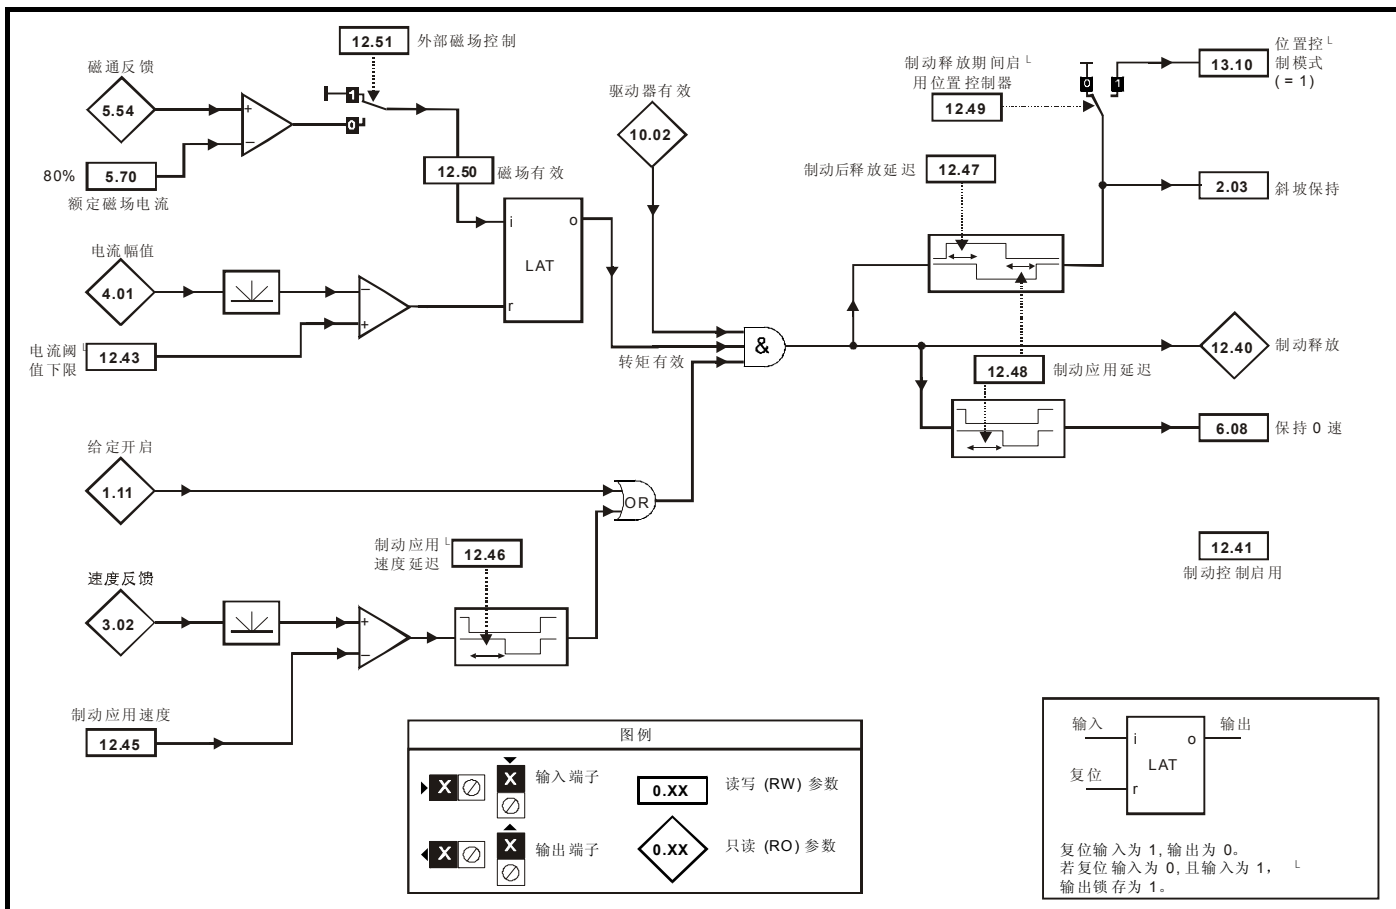 12.51 外部磁场控制
磁通反馈
5.54
+
−
1
0
80% 5.70
额定磁场电流
12.50 磁场有效
i o
LAT
r
电流幅值
4.01
−
+
电流阈└
值下限
12.43
驱动器有效
10.02
转矩有效
&
制动释放期间启└
用位置控制器
12.49
0 1
13.10
位置控└
制模式
( = 1)
制动后释放延迟
12.47
2.03 斜坡保持
12.40 制动释放
12.48 制动应用延迟
6.08 保持 0 速
给定开启
1.11
OR
制动应用└
速度延迟
12.46
速度反馈
3.02
+
−
制动应用速度
12.45
12.41
制动控制启用
图例
X X 输入端子
0.XX 读写 (RW) 参数
X X 输出端子
0.XX 只读 (RO) 参数
输入 i o 输出
LAT
复位 r
复位输入为 1, 输出为 0。
若复位输入为 0, 且输入为 1， └
输出锁存为 1。